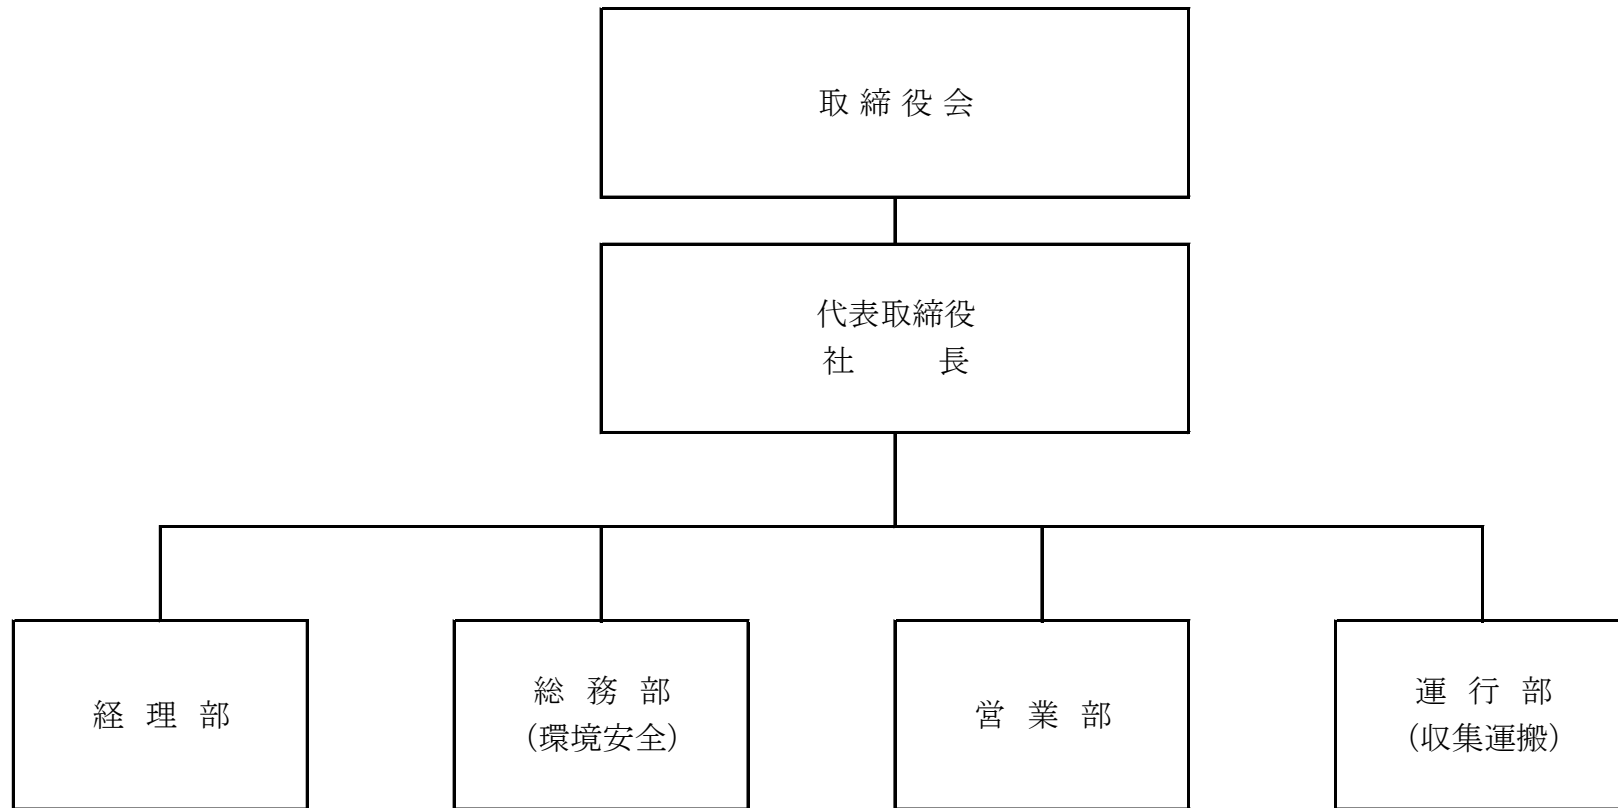 取締役会
代表取締役
社　　長
経理部
総務部
(環境安全)
営業部
運行部
(収集運搬)